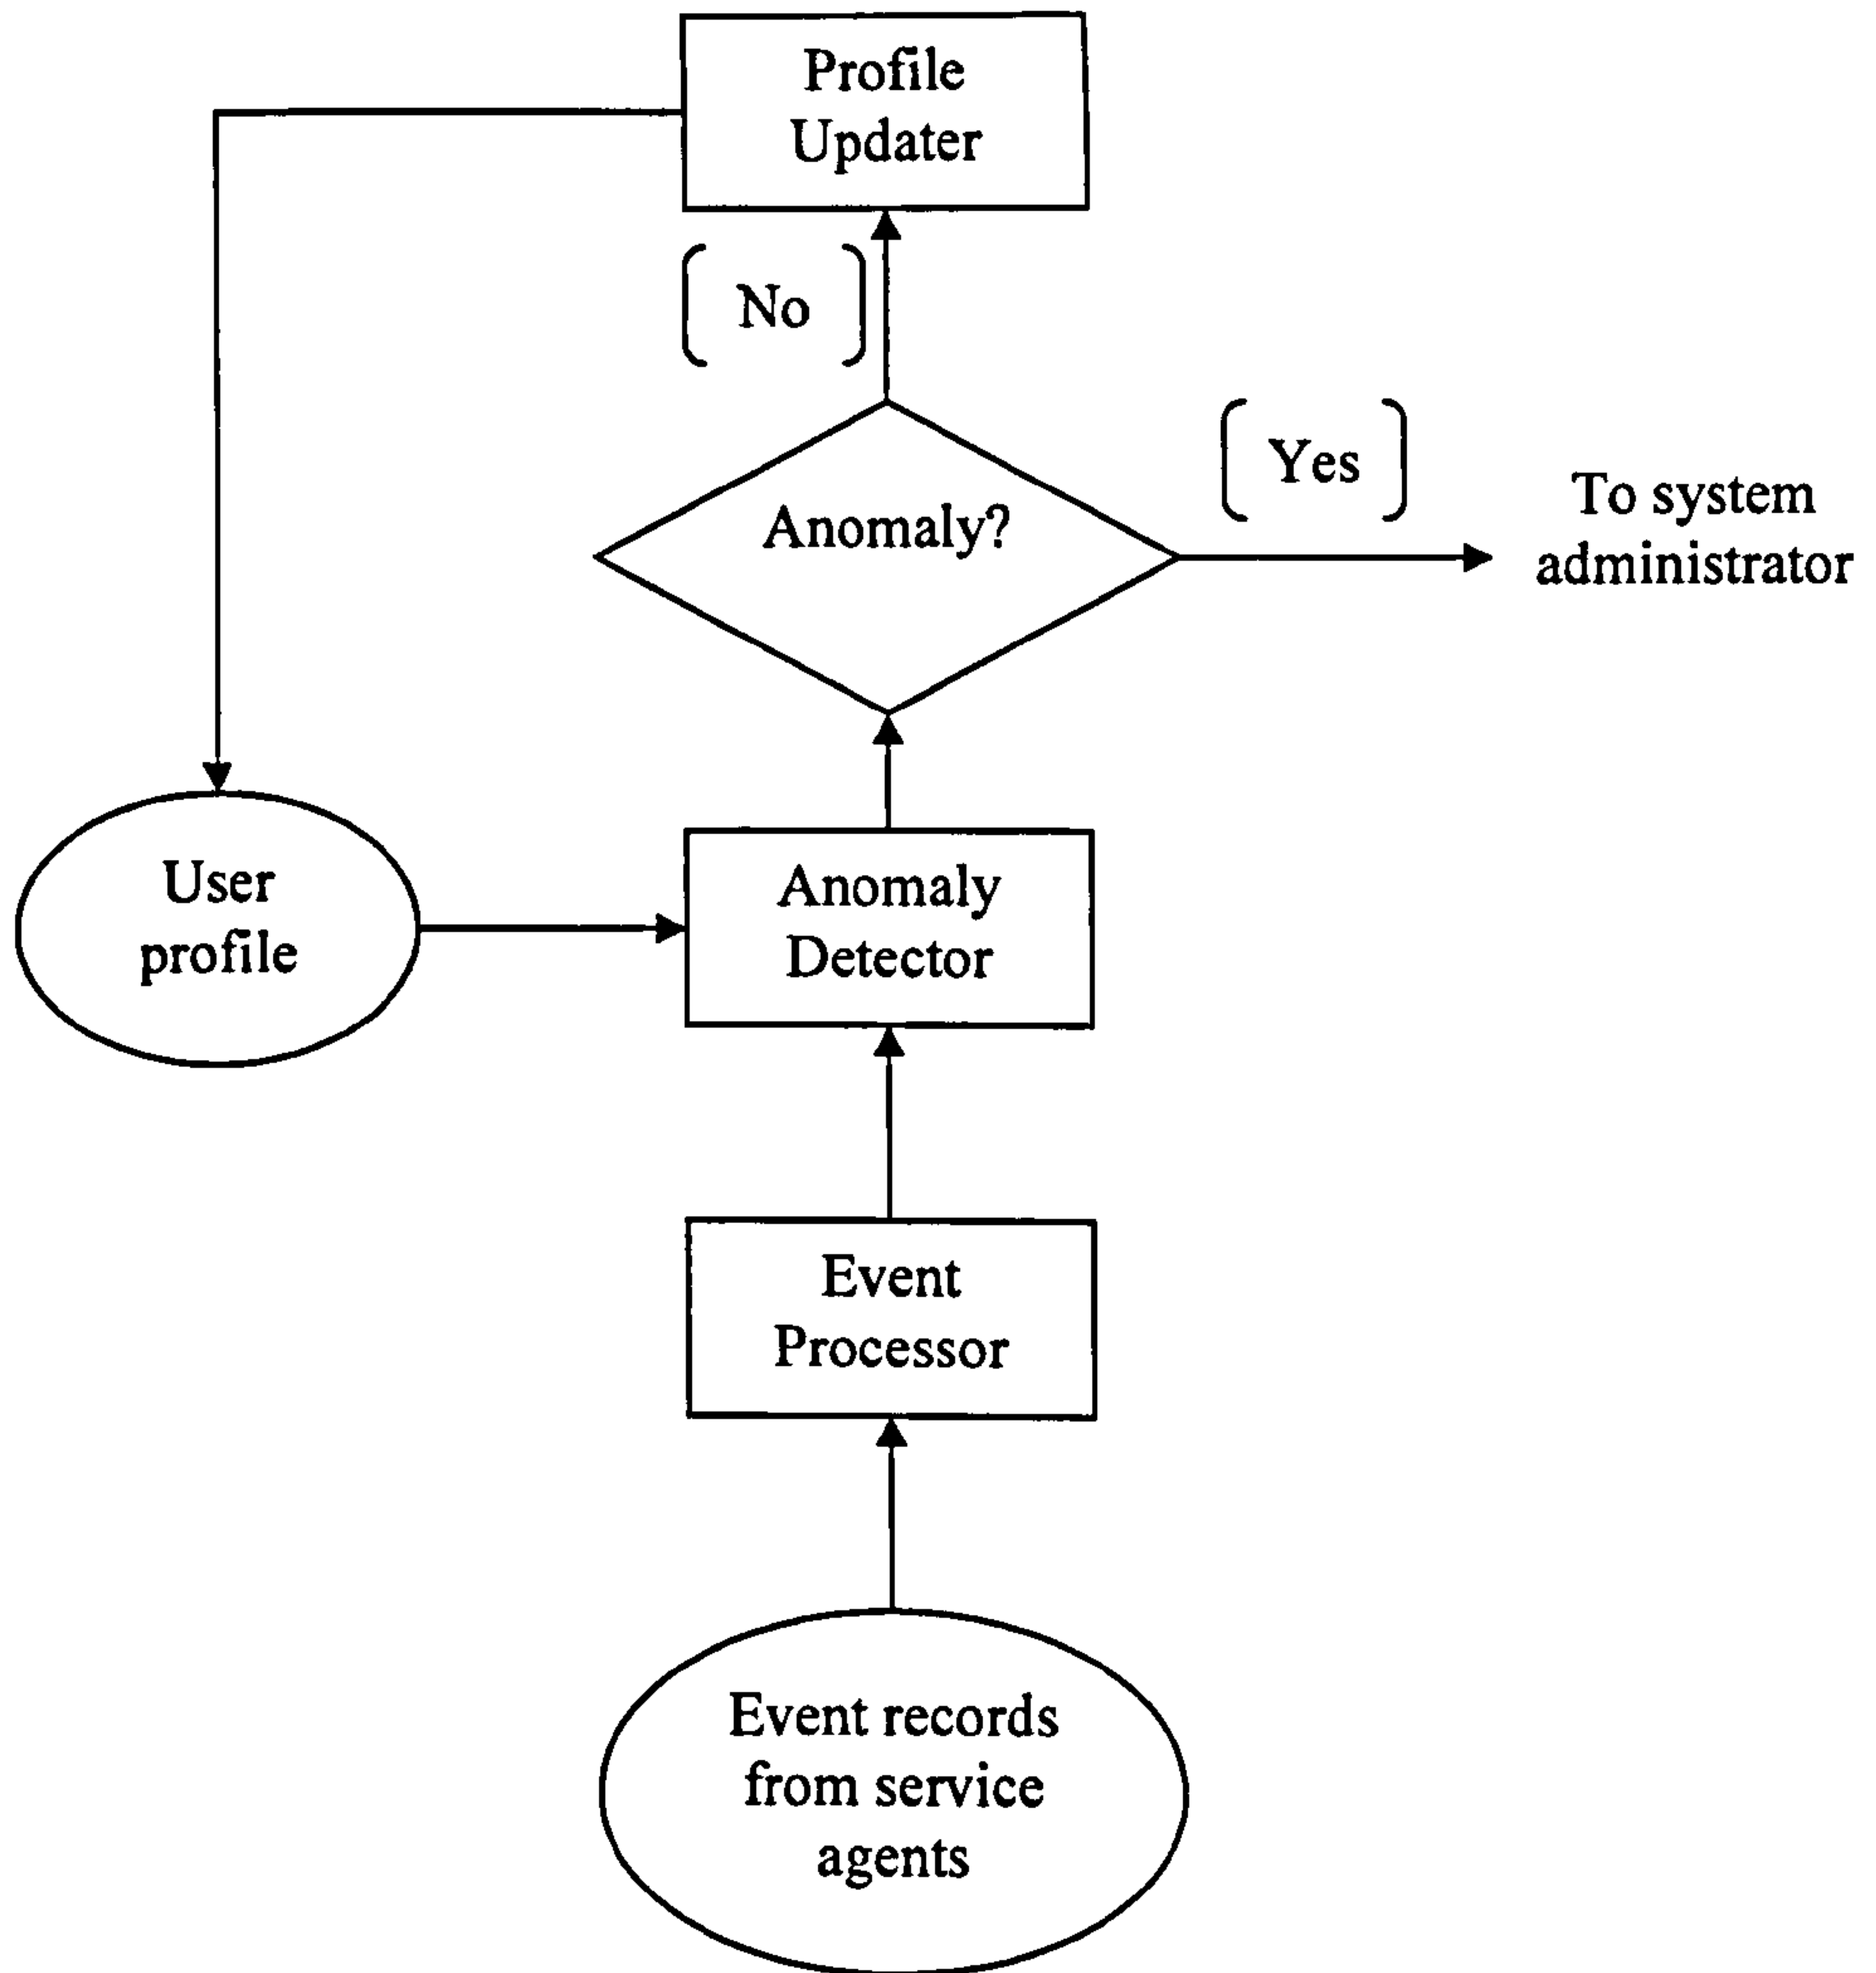 Profile
Updater
No
Yes
To system
administrator
Anomaly?
User
profile
Anomaly
Detector
Event
Processor
Event records
from service
agents